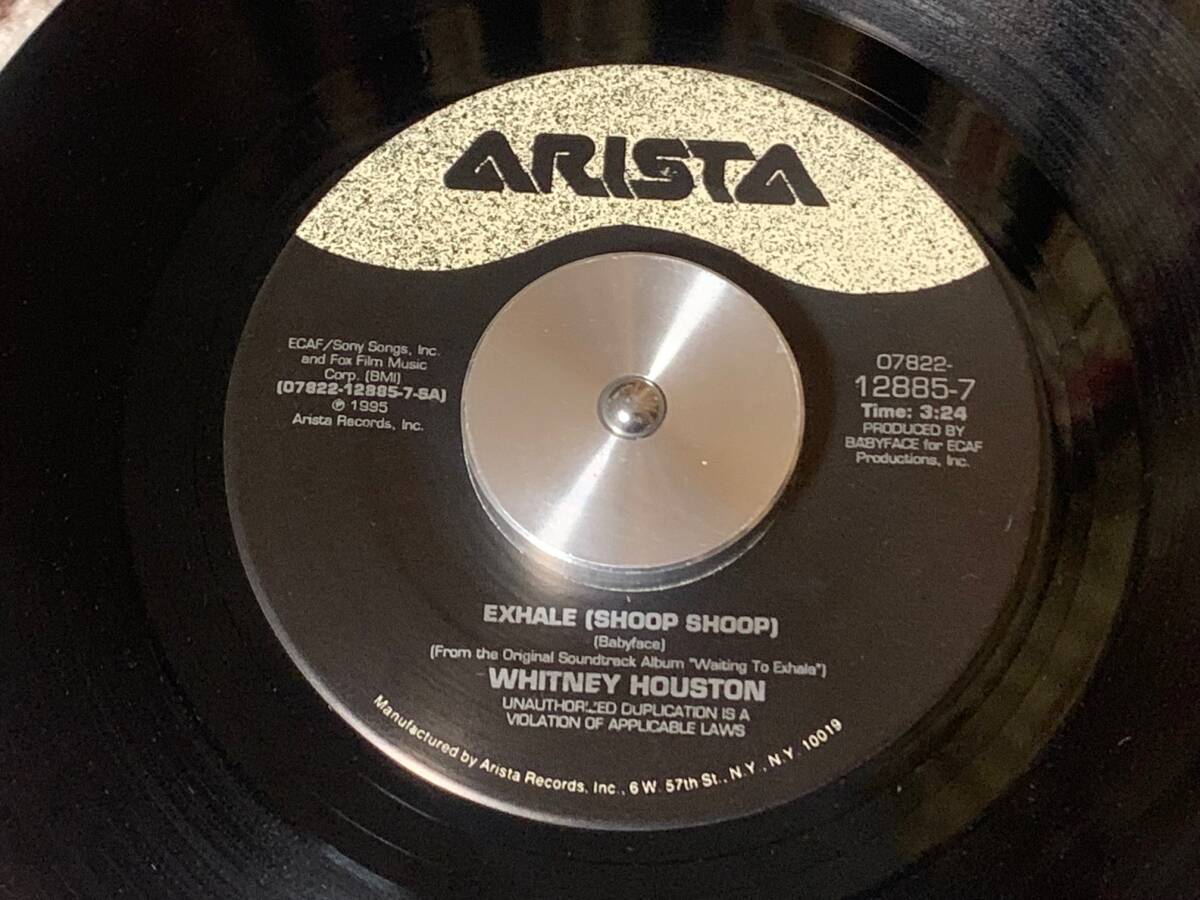 ARISTA
ECAF/Sony Songs, Inc.
and Fox Film Music
Corp. (BMI)
(07822-12885-7-SA)
℗ 1995
Arista Records, Inc.
07822-
12885-7
Time: 3:24
PRODUCED BY
BABYFACE for ECAF
Productions, Inc.
EXHALE (SHOOP SHOOP)
(Babyface)
(From the Original Soundtrack Album "Waiting To Exhale")
WHITNEY HOUSTON
UNAUTHORIZED DUPLICATION IS A
VIOLATION OF APPLICABLE LAWS
Manufactured by Arista Records, Inc., 6 W. 57th St., N.Y., N.Y. 10019